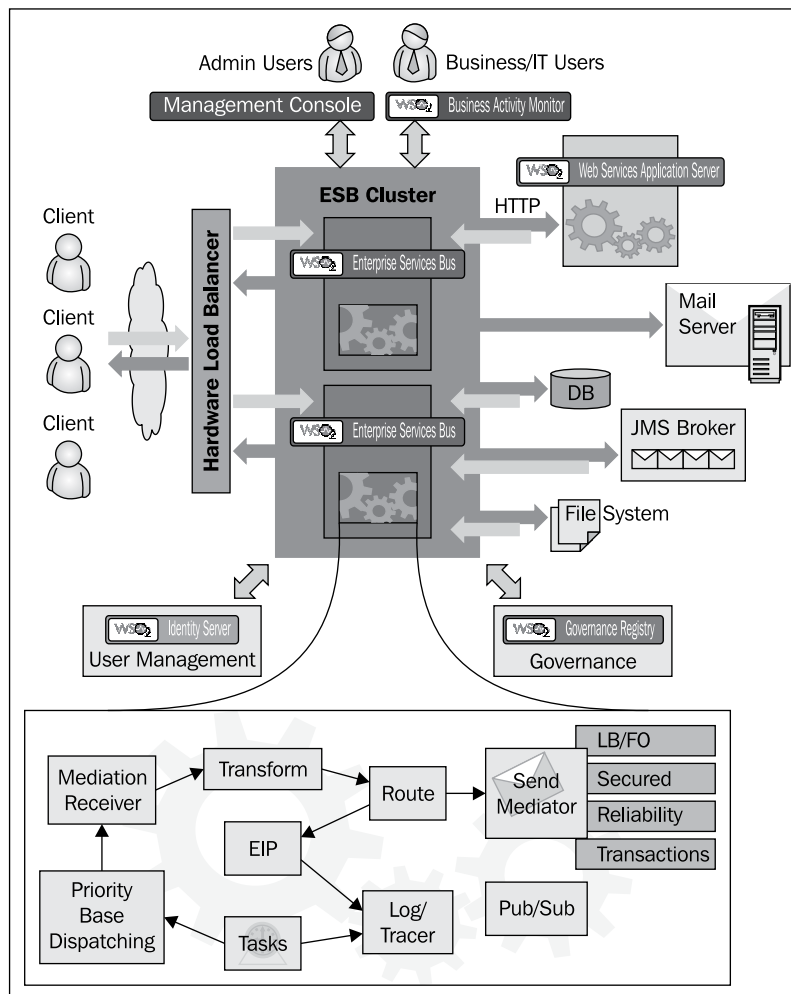 Admin Users
Business/IT Users
Management Console
WSO2 Business Activity Monitor
ESB Cluster
HTTP
WSO2 Web Services Application Server
Client
Client
Client
Hardware Load Balancer
WSO2 Enterprise Services Bus
WSO2 Enterprise Services Bus
Mail
Server
DB
JMS Broker
File System
WSO2 Identity Server
User Management
WSO2 Governance Registry
Governance
Mediation
Receiver
Transform
Route
Send
Mediator
LB/FO
Secured
Reliability
Transactions
EIP
Priority
Base
Dispatching
Tasks
Log/
Tracer
Pub/Sub